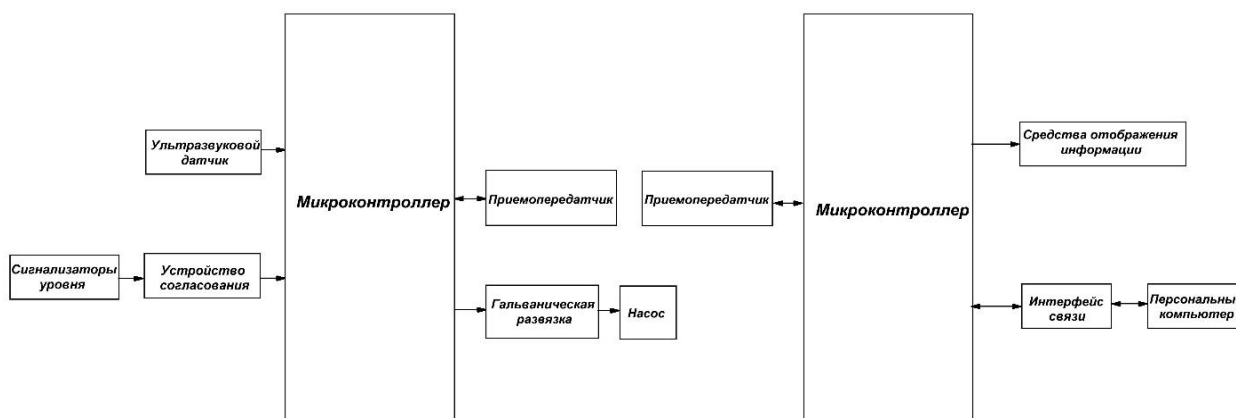 Ультразвуковой
датчик
Сигнализаторы
уровня
Устройство
согласования
Микроконтроллер
Приемопередатчик
Гальваническая
развязка
Насос
Приемопередатчик
Микроконтроллер
Средства отображения
информации
Интерфейс
связи
Персональны
компьютер